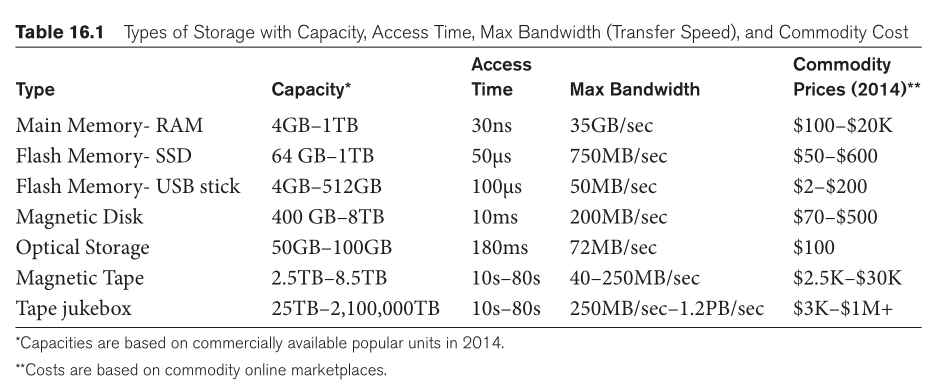 Table 16.1 Types of Storage with Capacity, Access Time, Max Bandwidth (Transfer Speed), and Commodity Cost
Access Commodity
Type Capacity* Time Max Bandwidth Prices (2014)**
Main Memory- RAM 4GB–1TB 30ns 35GB/sec $100–$20K
Flash Memory- SSD 64 GB–1TB 50μs 750MB/sec $50–$600
Flash Memory- USB stick 4GB–512GB 100μs 50MB/sec $2–$200
Magnetic Disk 400 GB–8TB 10ms 200MB/sec $70–$500
Optical Storage 50GB–100GB 180ms 72MB/sec $100
Magnetic Tape 2.5TB–8.5TB 10s–80s 40–250MB/sec $2.5K–$30K
Tape jukebox 25TB–2,100,000TB 10s–80s 250MB/sec–1.2PB/sec $3K–$1M+
*Capacities are based on commercially available popular units in 2014.
**Costs are based on commodity online marketplaces.